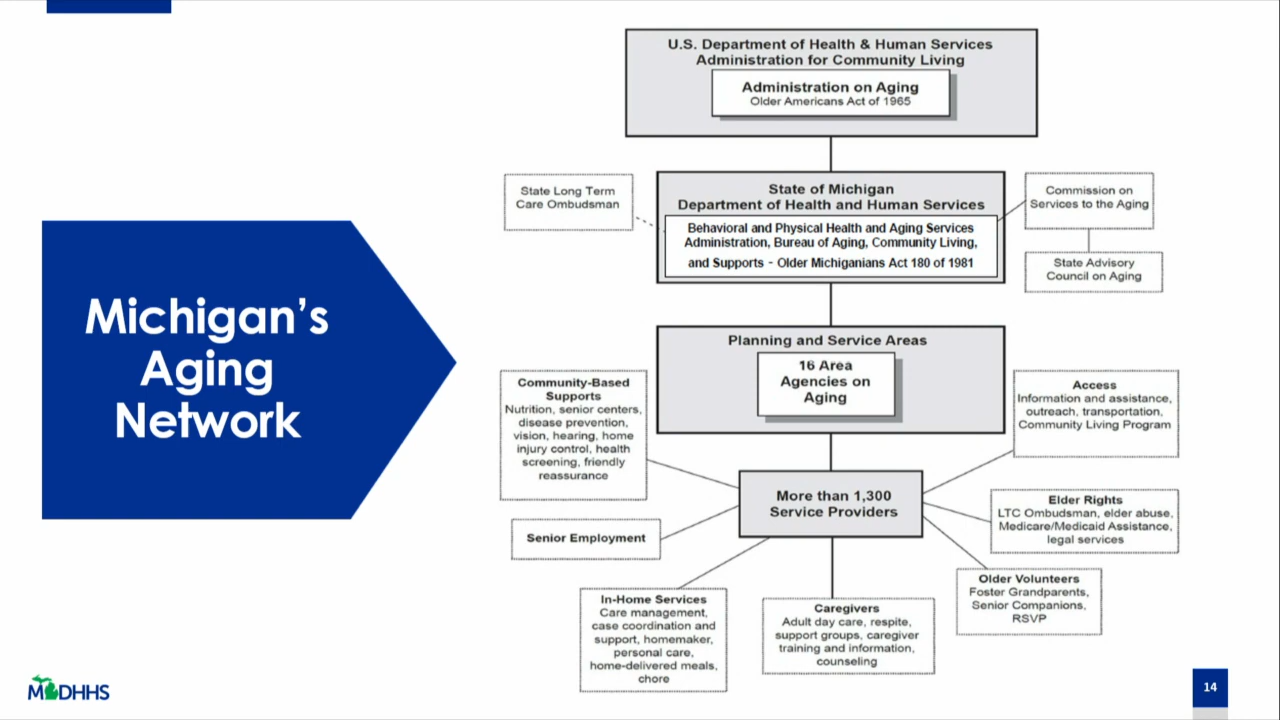 Michigan's
Aging
Network
U.S. Department of Health & Human Services
Administration for Community Living
Administration on Aging
Older Americans Act of 1965
State Long Term
Care Ombudsman
State of Michigan
Department of Health and Human Services
Behavioral and Physical Health and Aging Services
Administration, Bureau of Aging, Community Living,
and Supports - Older Michiganians Act 180 of 1981
Commission on
Services to the Aging
State Advisory
Council on Aging
Planning and Service Areas
16 Area
Agencies on
Aging
Community-Based
Supports
Nutrition, senior centers,
disease prevention,
vision, hearing, home
injury control, health
screening, friendly
reassurance
Access
Information and assistance,
outreach, transportation,
Community Living Program
More than 1,300
Service Providers
Senior Employment
Elder Rights
LTC Ombudsman, elder abuse,
Medicare/Medicaid Assistance,
legal services
In-Home Services
Care management,
case coordination and
support, homemaker,
personal care,
home-delivered meals,
chore
Caregivers
Adult day care, respite,
support groups, caregiver
training and information,
counseling
Older Volunteers
Foster Grandparents,
Senior Companions,
RSVP
MDHHS
14